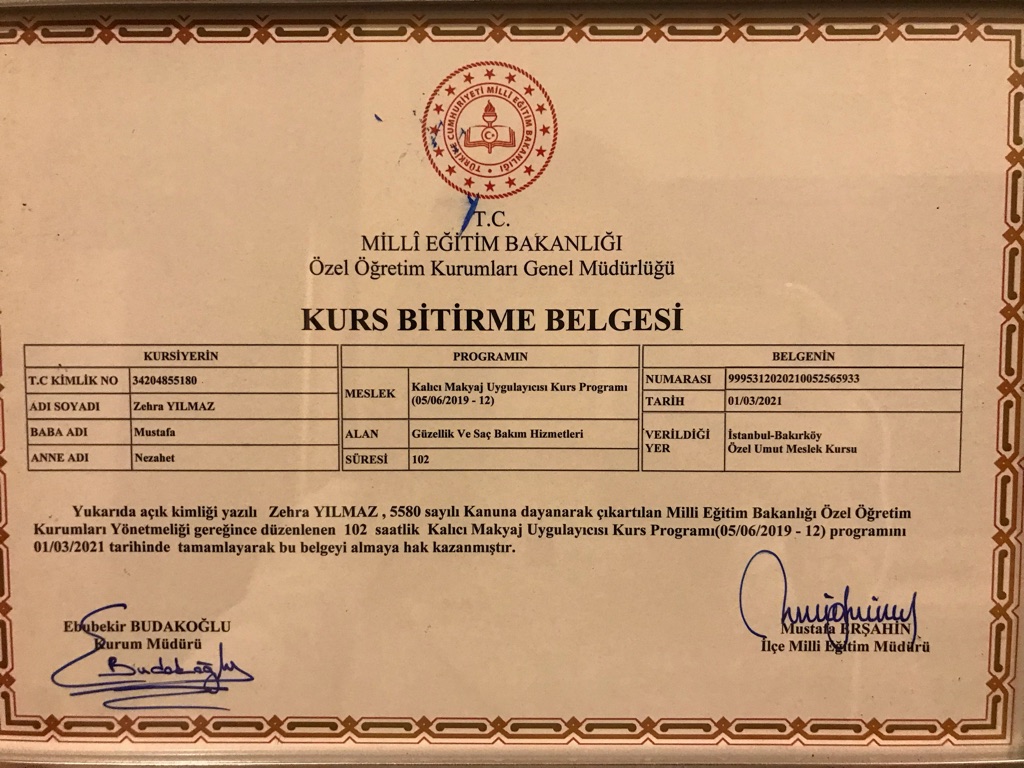 TÜRKİYE CUMHURİYETİ MİLLİ EĞİTİM BAKANLIĞI
T.C.
MİLLÎ EĞİTİM BAKANLIĞI
Özel Öğretim Kurumları Genel Müdürlüğü
KURS BİTİRME BELGESİ
KURSİYERİN
T.C KİMLİK NO 34204855180
ADI SOYADI Zehra YILMAZ
BABA ADI Mustafa
ANNE ADI Nezahet
PROGRAMIN
MESLEK Kalıcı Makyaj Uygulayıcısı Kurs Programı
(05/06/2019 - 12)
ALAN Güzellik Ve Saç Bakım Hizmetleri
SÜRESİ 102
BELGENİN
NUMARASI 9995312020210052565933
TARİH 01/03/2021
VERİLDİĞİ YER İstanbul-Bakırköy
Özel Umut Meslek Kursu
Yukarıda açık kimliği yazılı Zehra YILMAZ , 5580 sayılı Kanuna dayanarak çıkartılan Milli Eğitim Bakanlığı Özel Öğretim
Kurumları Yönetmeliği gereğince düzenlenen 102 saatlik Kalıcı Makyaj Uygulayıcısı Kurs Programı(05/06/2019 - 12) programını
01/03/2021 tarihinde tamamlayarak bu belgeyi almaya hak kazanmıştır.
Ebubekir BUDAKOĞLU
Kurum Müdürü
Budakoğlu
Mustafa ERŞAHİN
İlçe Milli Eğitim Müdürü